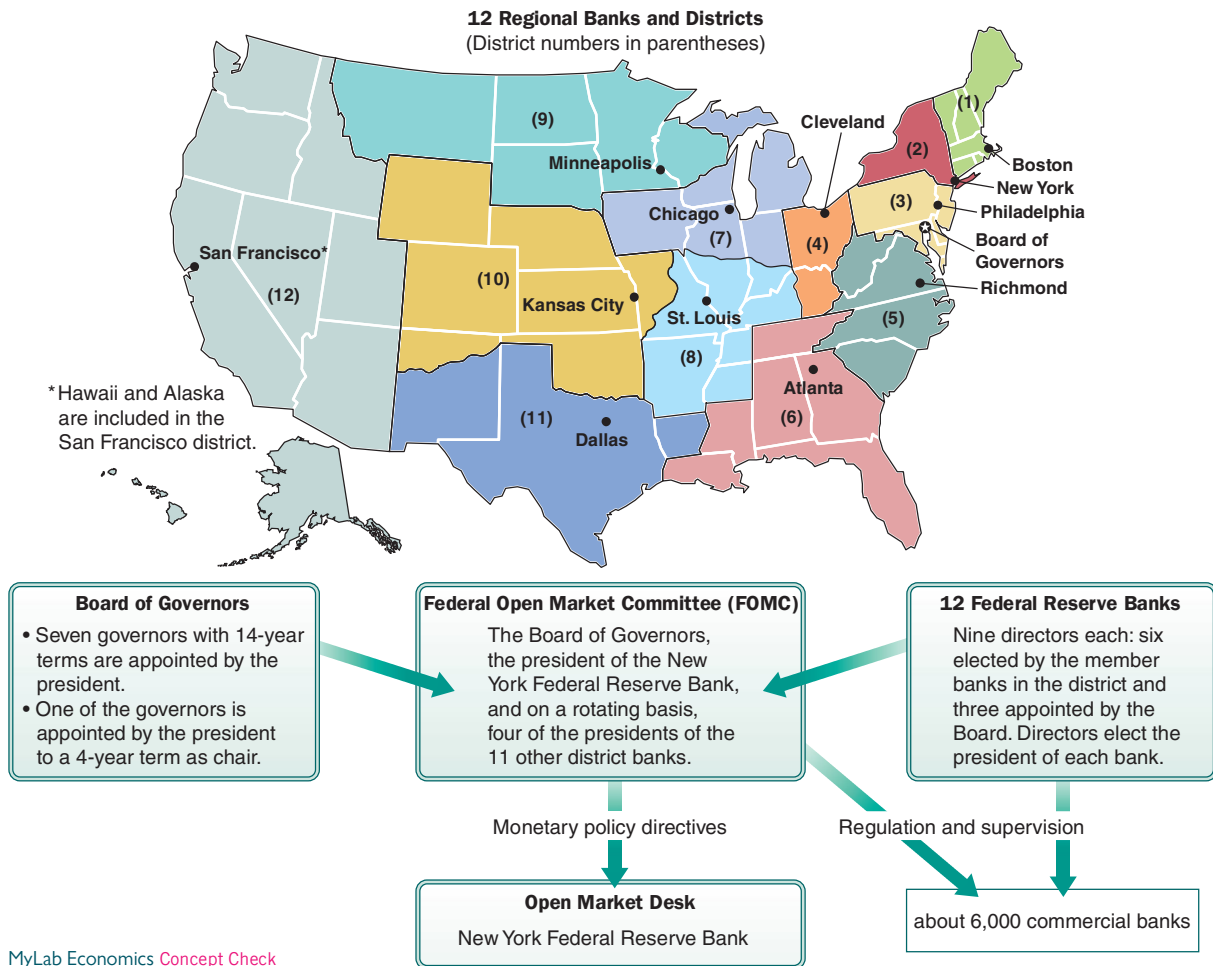 12 Regional Banks and Districts
(District numbers in parentheses)
(1)
Cleveland
(9)
(2)
Minneapolis
Boston
New York
(3)
Philadelphia
Chicago
(7)
(4)
Board of
Governors
San Francisco*
(10)
Richmond
(12)
Kansas City
St. Louis
(5)
(8)
*Hawaii and Alaska
are included in the
San Francisco district.
Atlanta
(11)
(6)
Dallas
Board of Governors
• Seven governors with 14-year
terms are appointed by the
president.
• One of the governors is
appointed by the president
to a 4-year term as chair.
Federal Open Market Committee (FOMC)
The Board of Governors,
the president of the New
York Federal Reserve Bank,
and on a rotating basis,
four of the presidents of the
11 other district banks.
12 Federal Reserve Banks
Nine directors each: six
elected by the member
banks in the district and
three appointed by the
Board. Directors elect the
president of each bank.
Monetary policy directives
Regulation and supervision
Open Market Desk
New York Federal Reserve Bank
about 6,000 commercial banks
MyLab Economics Concept Check